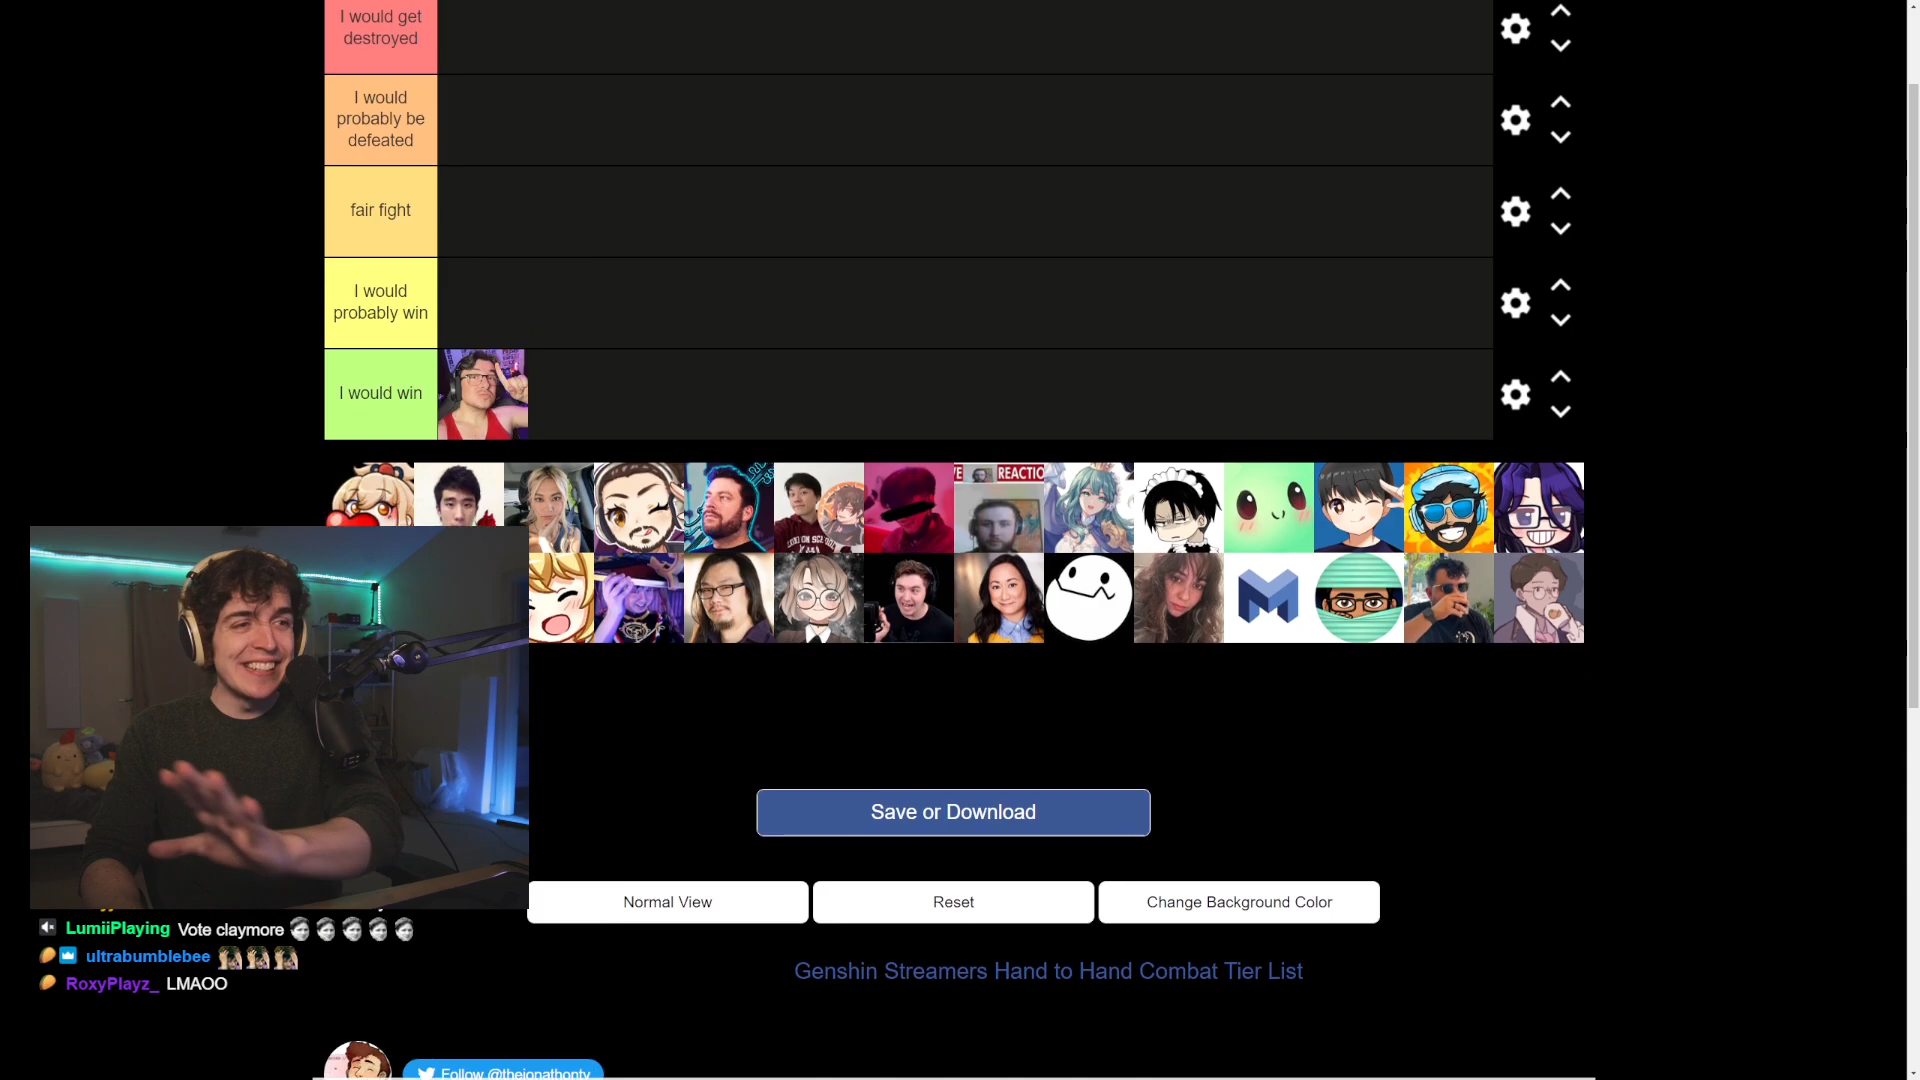 I would get
destroyed
I would
probably be
defeated
fair fight
I would
probably win
I would win
REACTIO
Save or Download
Normal View
Reset
Change Background Color
LumiiPlaying Vote claymore
ultrabumblebee
RoxyPlayz_ LMAOO
Genshin Streamers Hand to Hand Combat Tier List
Follow @thejonathontv